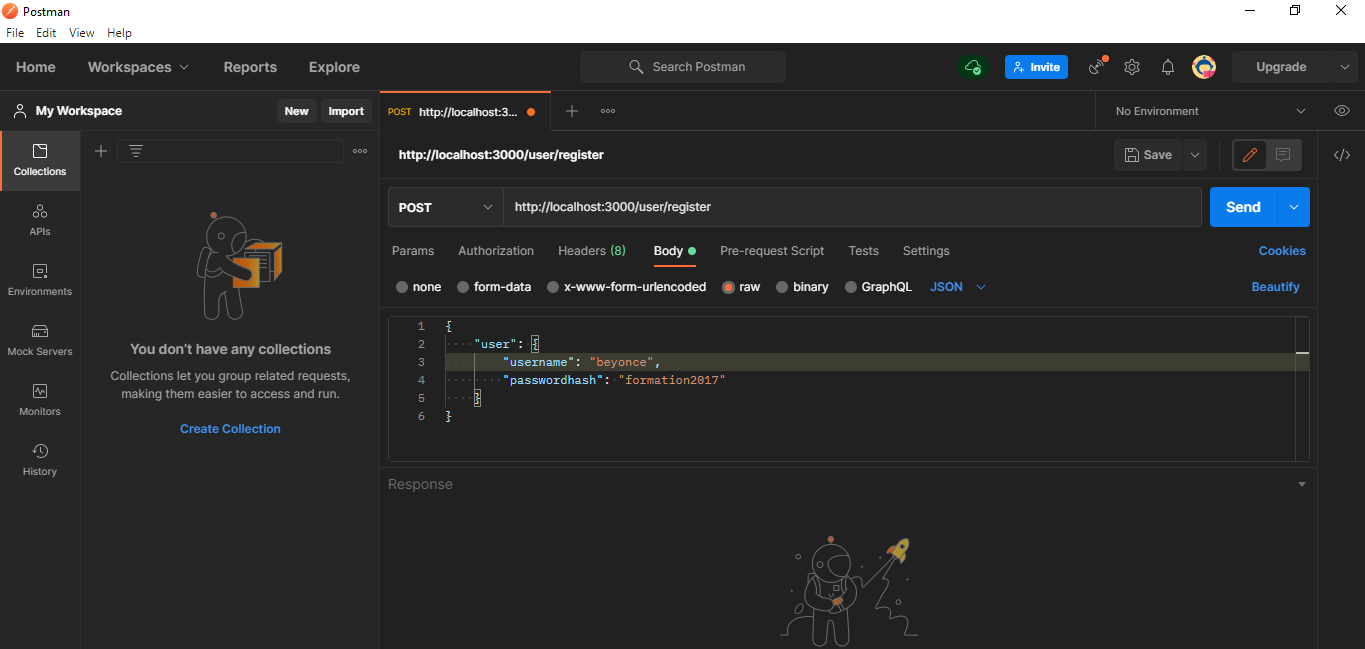 Postman
File Edit View Help
Home Workspaces Reports Explore Search Postman Invite Upgrade
My Workspace New Import POST http://localhost:3... No Environment
Collections
APIs
Environments
Mock Servers
Monitors
History
You don't have any collections
Collections let you group related requests,
making them easier to access and run.
Create Collection
http://localhost:3000/user/register Save
POST http://localhost:3000/user/register Send
Params Authorization Headers (8) Body Pre-request Script Tests Settings Cookies
none form-data x-www-form-urlencoded raw binary GraphQL JSON Beautify
1 {
2 "user": {
3 "username": "beyonce",
4 "passwordhash": "formation2017"
5 }
6 }
Response